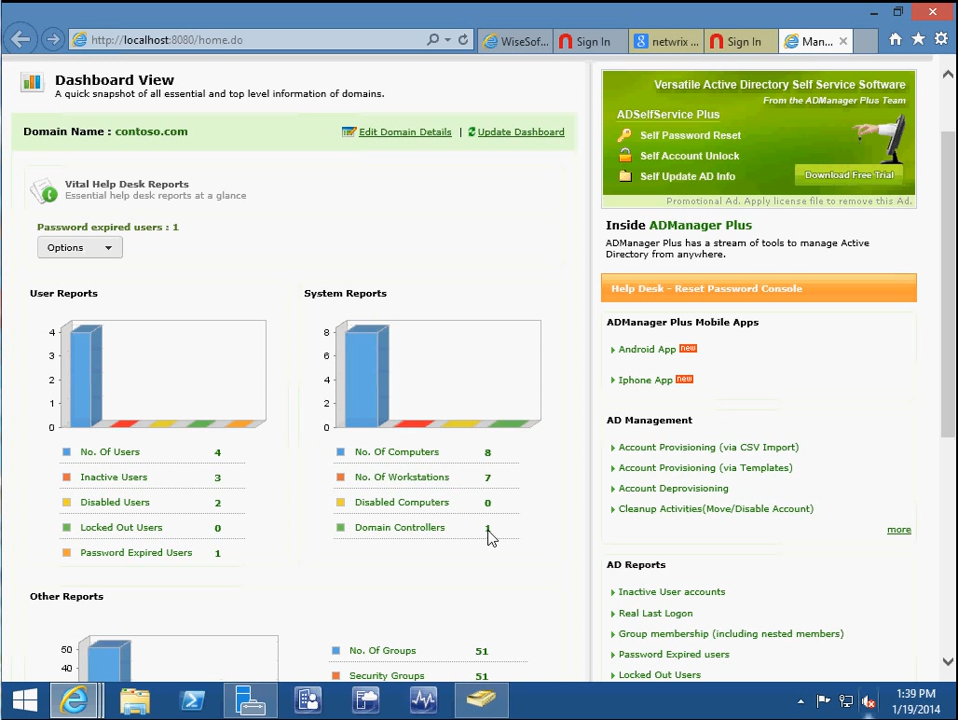 http://localhost:8080/home.do
WiseSof...
Sign In
netwrix ...
Sign In
Man...
Dashboard View
A quick snapshot of all essential and top level information of domains.
Domain Name : contoso.com
Edit Domain Details | Update Dashboard
Vital Help Desk Reports
Essential help desk reports at a glance
Password expired users : 1
Options
User Reports
4
3
2
1
0
No. Of Users 4
Inactive Users 3
Disabled Users 2
Locked Out Users 0
Password Expired Users 1
System Reports
8
6
4
2
0
No. Of Computers 8
No. Of Workstations 7
Disabled Computers 0
Domain Controllers 1
Other Reports
50
40
No. Of Groups 51
Security Groups 51
Versatile Active Directory Self Service Software
From the ADManager Plus Team
ADSelfService Plus
Self Password Reset
Self Account Unlock
Self Update AD Info
Download Free Trial
Promotional Ad. Apply license file to remove this Ad.
Inside ADManager Plus
ADManager Plus has a stream of tools to manage Active
Directory from anywhere.
Help Desk - Reset Password Console
ADManager Plus Mobile Apps
Android App new
Iphone App new
AD Management
Account Provisioning (via CSV Import)
Account Provisioning (via Templates)
Account Deprovisioning
Cleanup Activities(Move/Disable Account)
more
AD Reports
Inactive User accounts
Real Last Logon
Group membership (including nested members)
Password Expired users
Locked Out Users
1:39 PM
1/19/2014